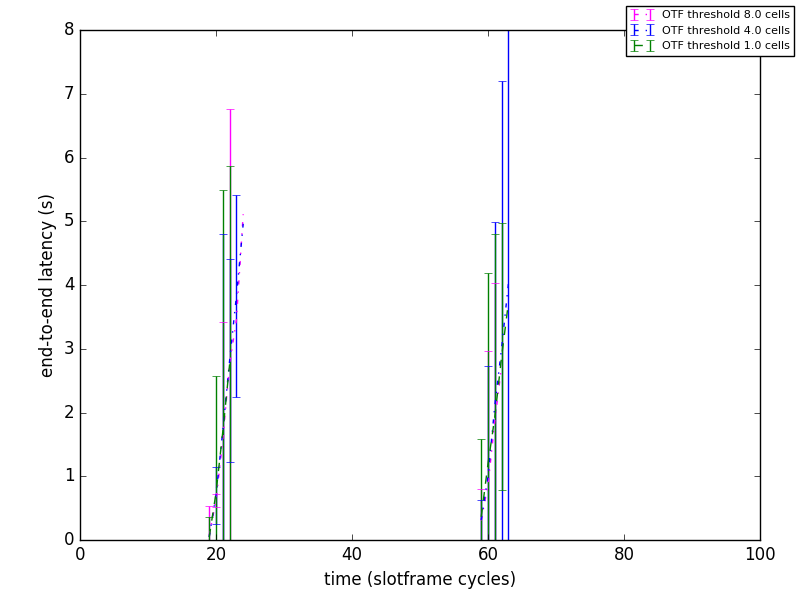 OTF threshold 8.0 cells
OTF threshold 4.0 cells
OTF threshold 1.0 cells
8
7
6
5
4
3
2
1
0
end-to-end latency (s)
0 20 40 60 80 100
time (slotframe cycles)